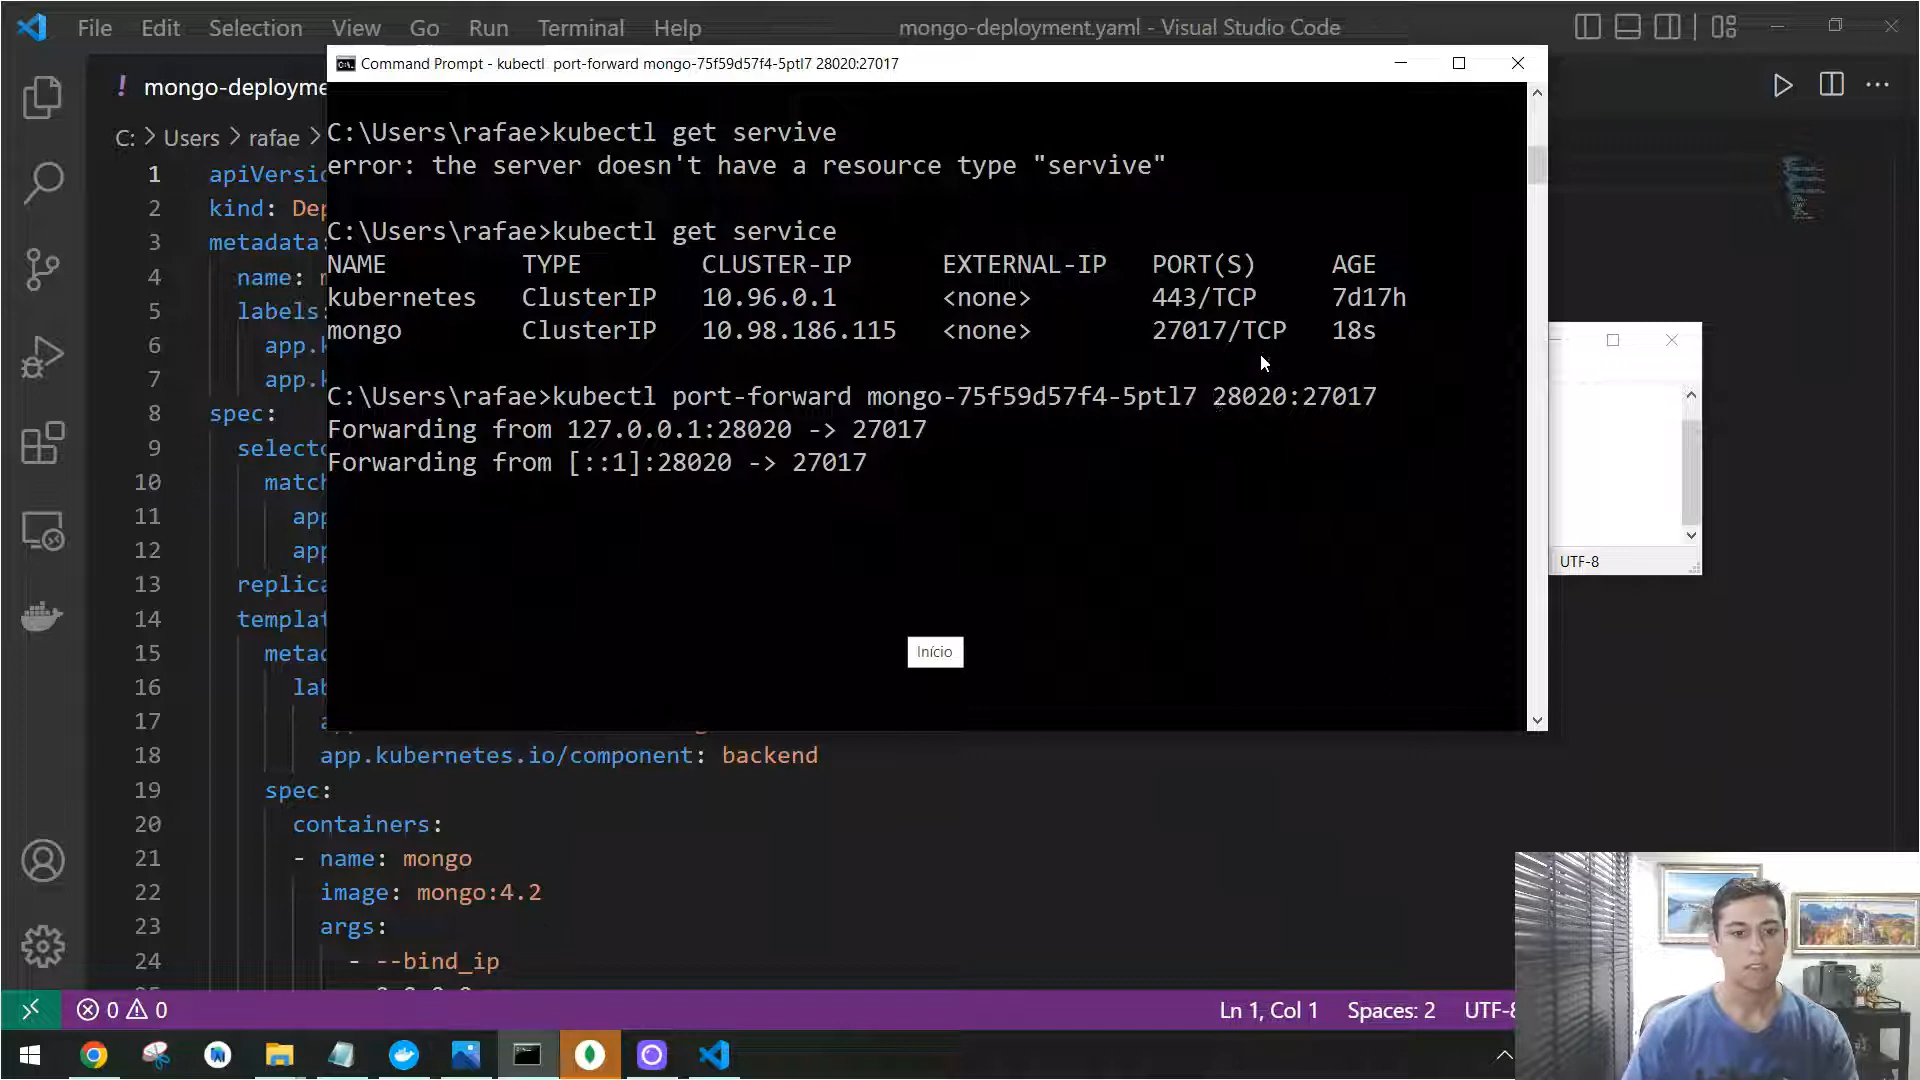 File Edit Selection View Go Run Terminal Help
mongo-deployment.yaml - Visual Studio Code
Command Prompt - kubectl port-forward mongo-75f59d57f4-5ptl7 28020:27017
! mongo-deployme
C: > Users > rafae >
C:\Users\rafae>kubectl get servive
error: the server doesn't have a resource type "servive"
C:\Users\rafae>kubectl get service
NAME TYPE CLUSTER-IP EXTERNAL-IP PORT(S) AGE
kubernetes ClusterIP 10.96.0.1 <none> 443/TCP 7d17h
mongo ClusterIP 10.98.186.115 <none> 27017/TCP 18s
C:\Users\rafae>kubectl port-forward mongo-75f59d57f4-5ptl7 28020:27017
Forwarding from 127.0.0.1:28020 -> 27017
Forwarding from [::1]:28020 -> 27017
Início
UTF-8
1 apiVersio
2 kind: Dep
3 metadata:
4 name: m
5 labels:
6 app.k
7 app.k
8 spec:
9 selecto
10 match
11 app
12 app
13 replica
14 templat
15 metad
16 lab
17 a
18 app.kubernetes.io/component: backend
19 spec:
20 containers:
21 - name: mongo
22 image: mongo:4.2
23 args:
24 - --bind_ip
0 0
Ln 1, Col 1 Spaces: 2 UTF-8